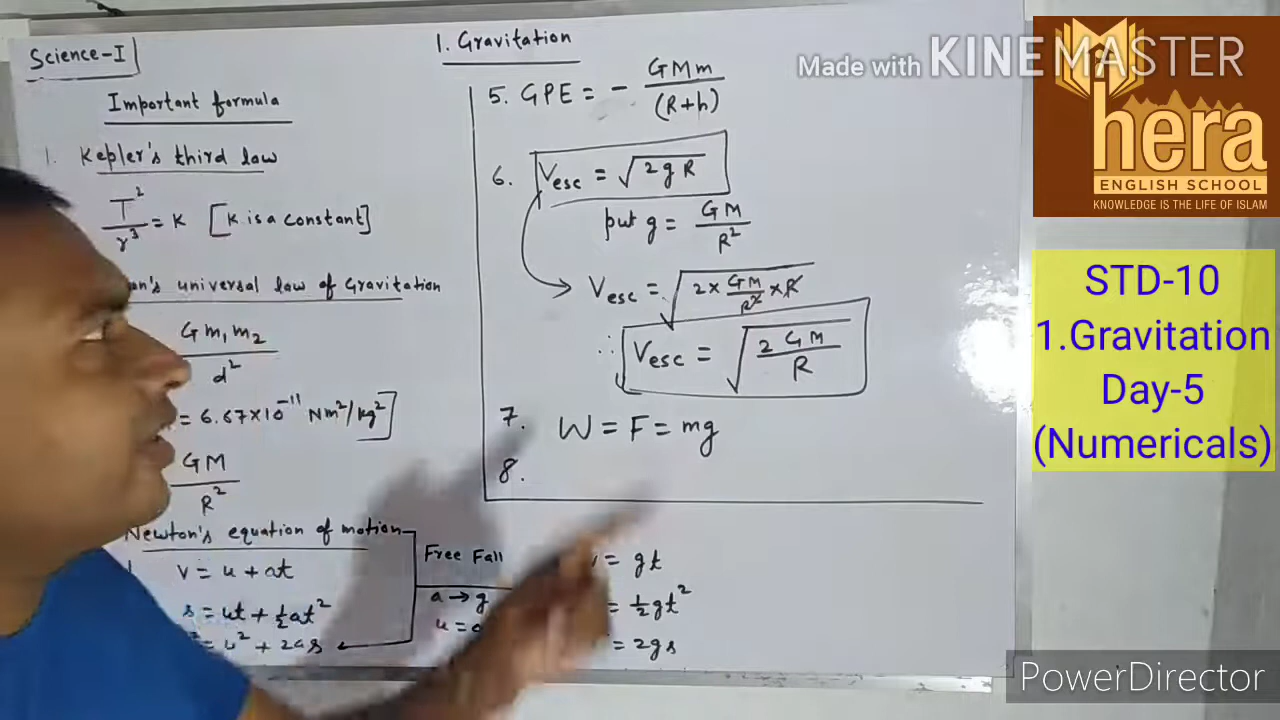 Science-I
1. Gravitation
Important formula
1. Kepler's third law
T²/r³ = K [K is a constant]
universal law of Gravitation
Gm₁m₂/d²
= 6.67×10⁻¹¹ Nm²/kg²]
GM/R²
Newton's equation of motion
v = u + at
s = ut + ½at²
= u² + 2as
Free Fall
a → g
u =
= gt
= ½gt²
= 2gs
5. GPE = - GMm/(R+h)
6. Vesc = √2gR
put g = GM/R²
Vesc = √2×GM/R²×R
∴ Vesc = √2GM/R
7. W = F = mg
8.
Made with KINEMASTER
hera
ENGLISH SCHOOL
KNOWLEDGE IS THE LIFE OF ISLAM
STD-10
1.Gravitation
Day-5
(Numericals)
PowerDirector